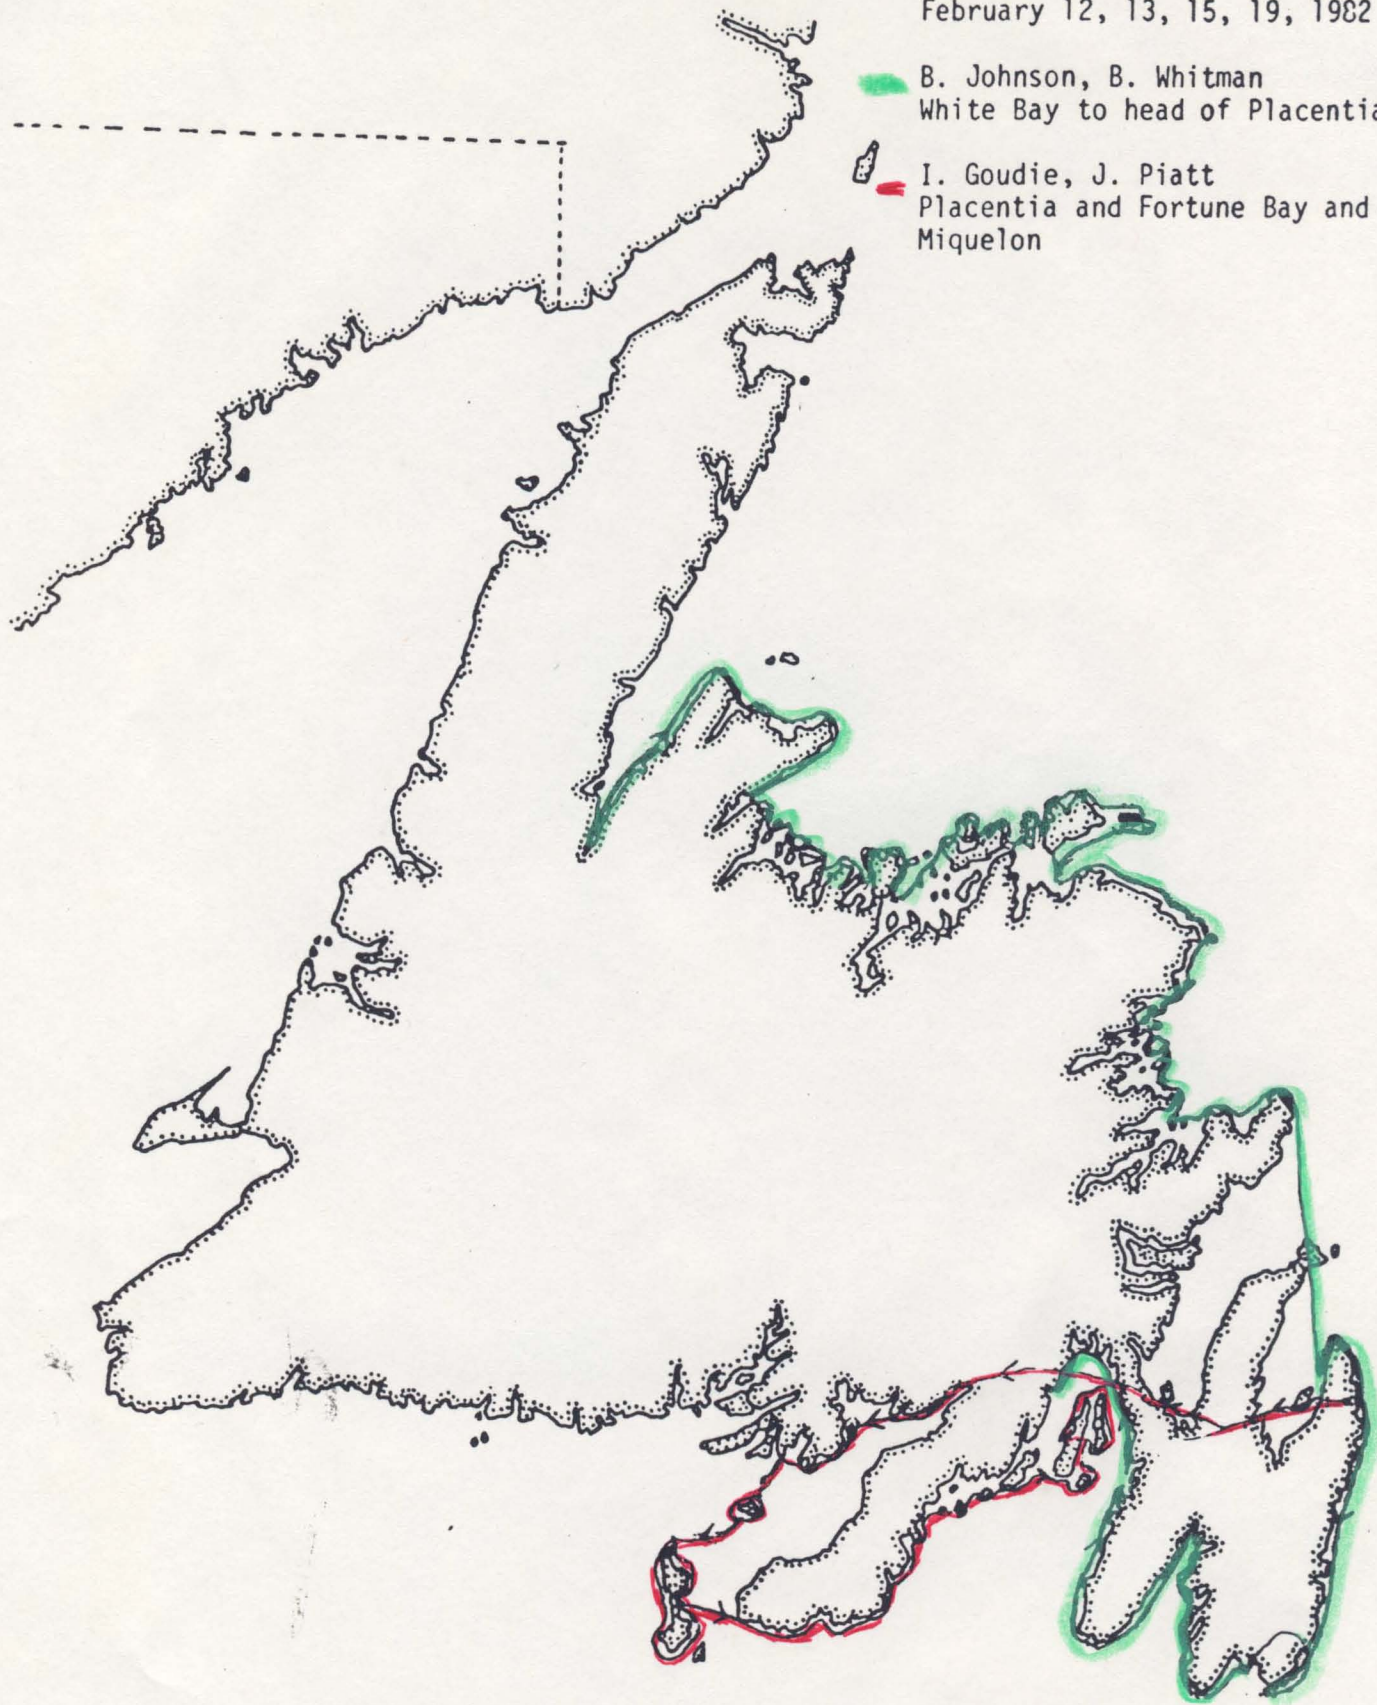 February 12, 13, 15, 19, 1982
B. Johnson, B. Whitman
White Bay to head of Placentia
I. Goudie, J. Piatt
Placentia and Fortune Bay and
Miquelon